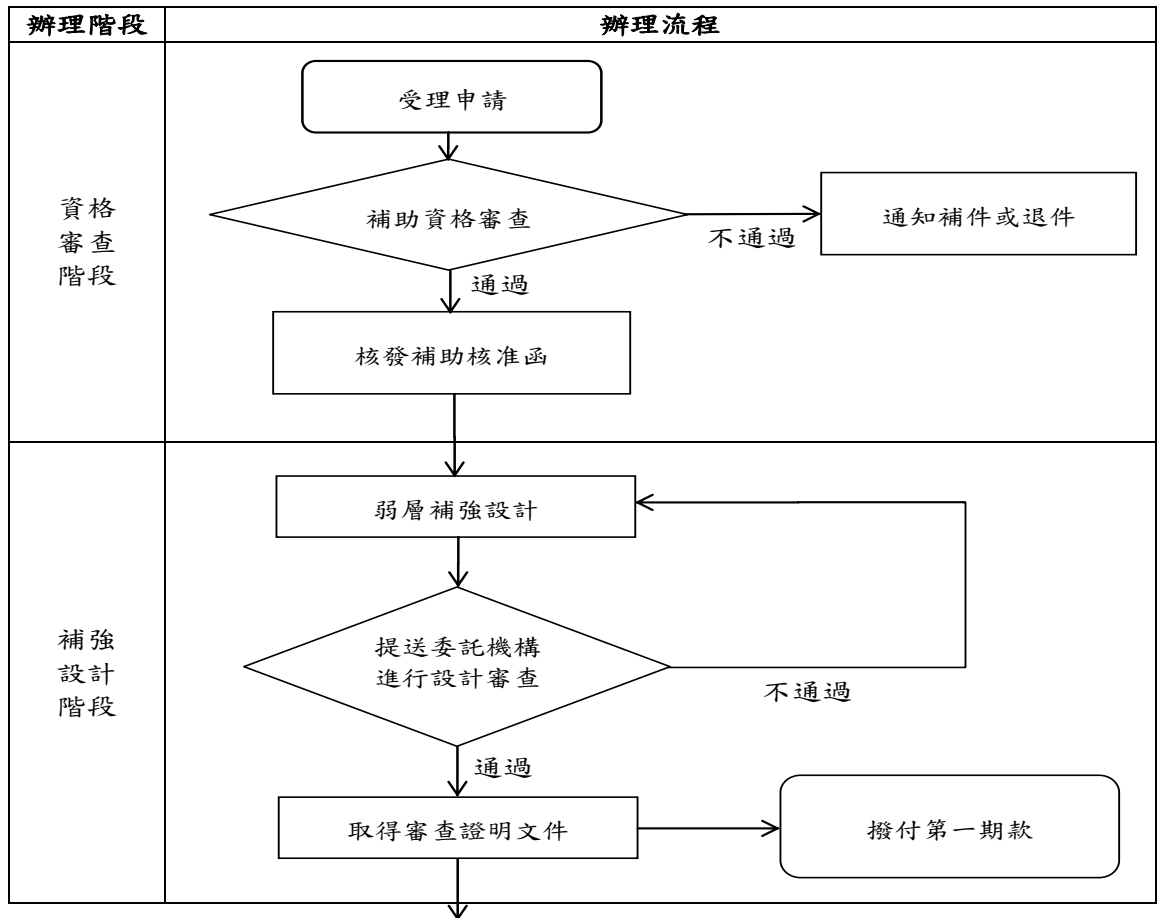 辦理階段
辦理流程
資格
審查
階段
受理申請
補助資格審查
不通過
通知補件或退件
通過
核發補助核准函
補強
設計
階段
弱層補強設計
提送委託機構
進行設計審查
不通過
通過
取得審查證明文件
撥付第一期款